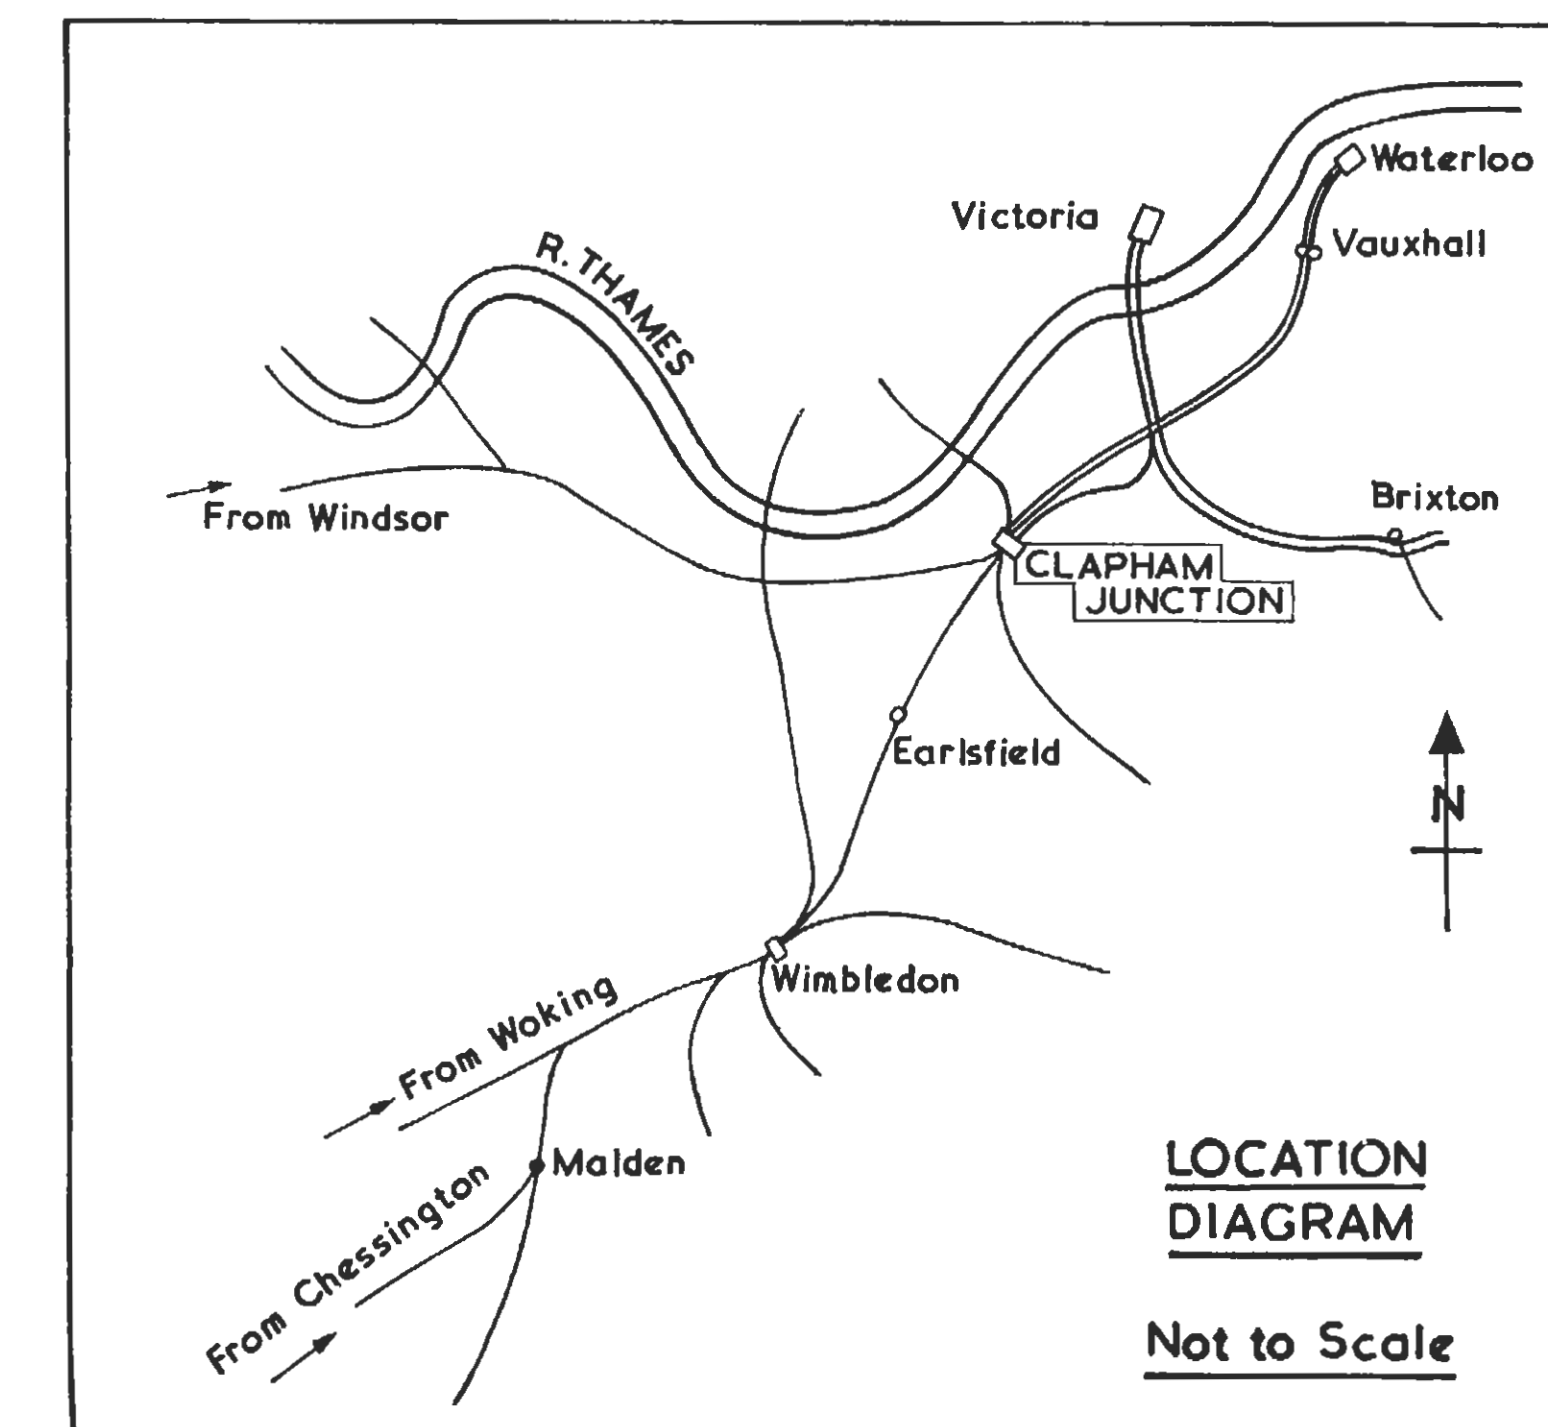 Waterloo
Victoria
Vauxhall
R. THAMES
Brixton
From Windsor
CLAPHAM
JUNCTION
Earlsfield
N
Wimbledon
From Woking
Malden
From Chessington
LOCATION
DIAGRAM
Not to Scale